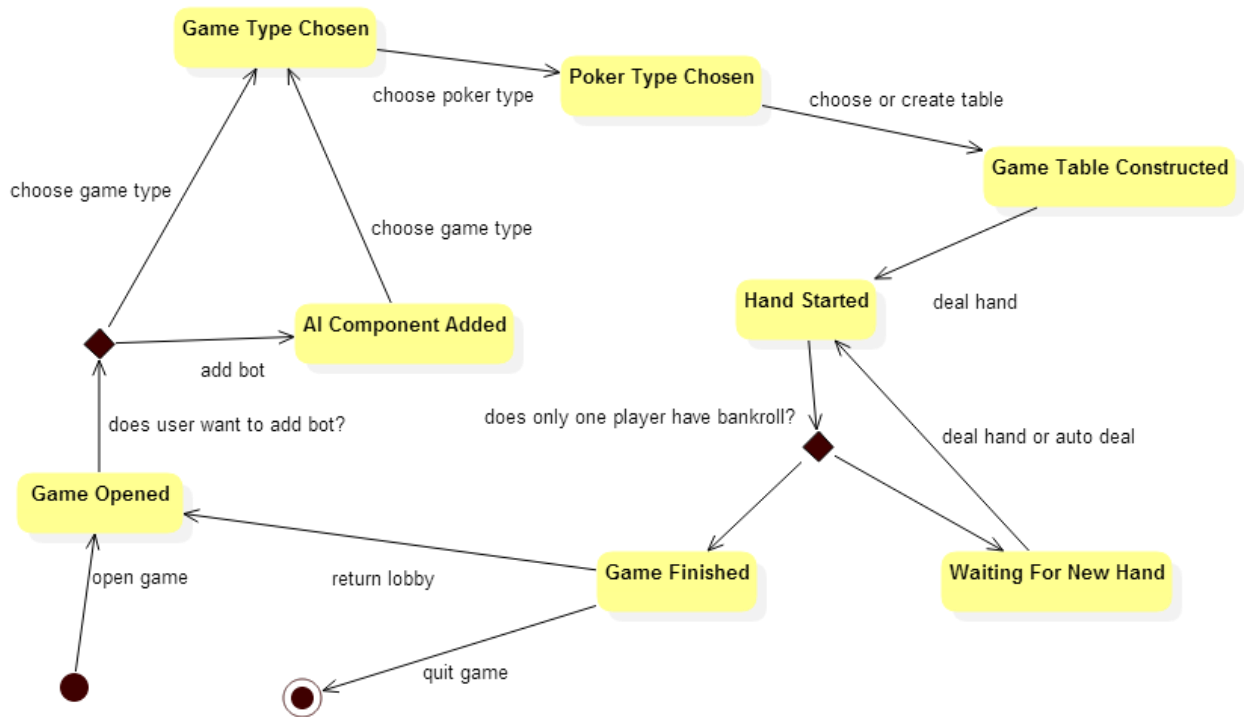 Game Type Chosen
Poker Type Chosen
choose poker type
choose or create table
Game Table Constructed
choose game type
choose game type
Hand Started
deal hand
AI Component Added
add bot
does user want to add bot?
does only one player have bankroll?
deal hand or auto deal
Game Opened
open game
return lobby
Game Finished
Waiting For New Hand
quit game